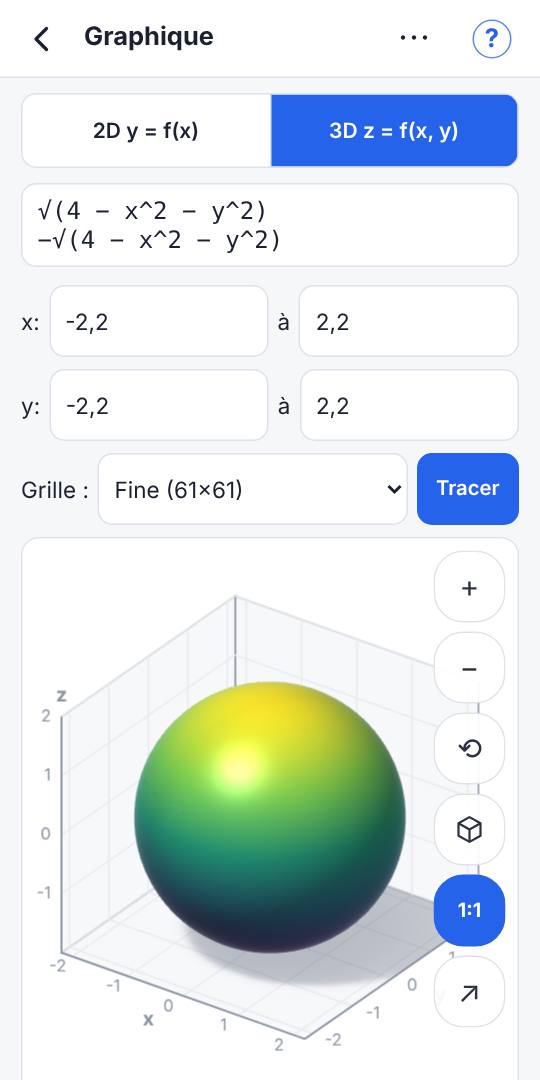 Graphique
?
2D y = f(x)
3D z = f(x, y)
√(4 − x^2 − y^2)
−√(4 − x^2 − y^2)
x: -2,2 à 2,2
y: -2,2 à 2,2
Grille : Fine (61×61)
Tracer
+
−
1:1
z
2
1
0
-1
-2
-1
0
1
2
x
-2
-1
0
1
y